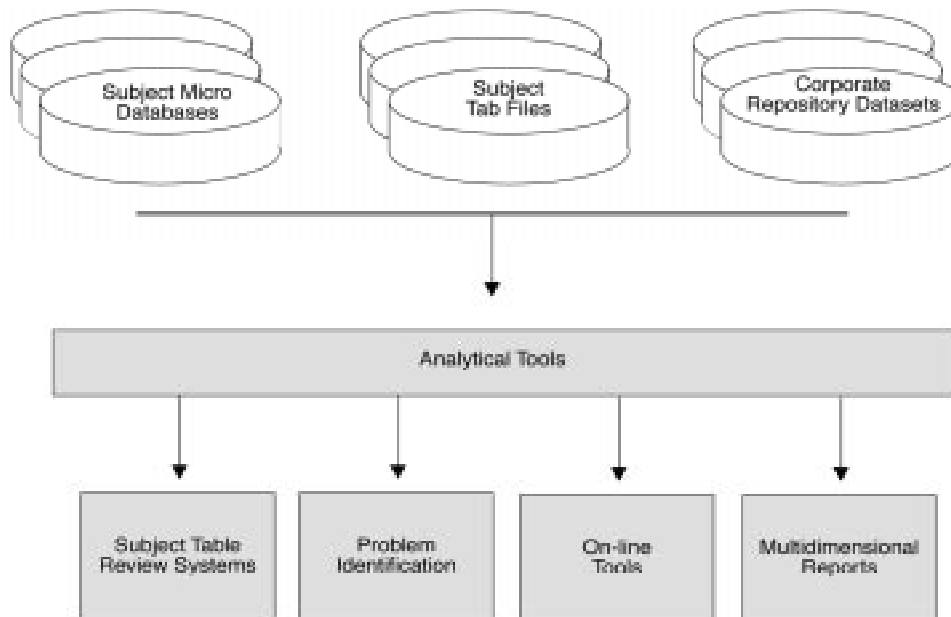 Subject Micro
Databases
Subject
Tab Files
Corporate
Repository Datasets
Analytical Tools
Subject Table
Review Systems
Problem
Identification
On-line
Tools
Multidimensional
Reports